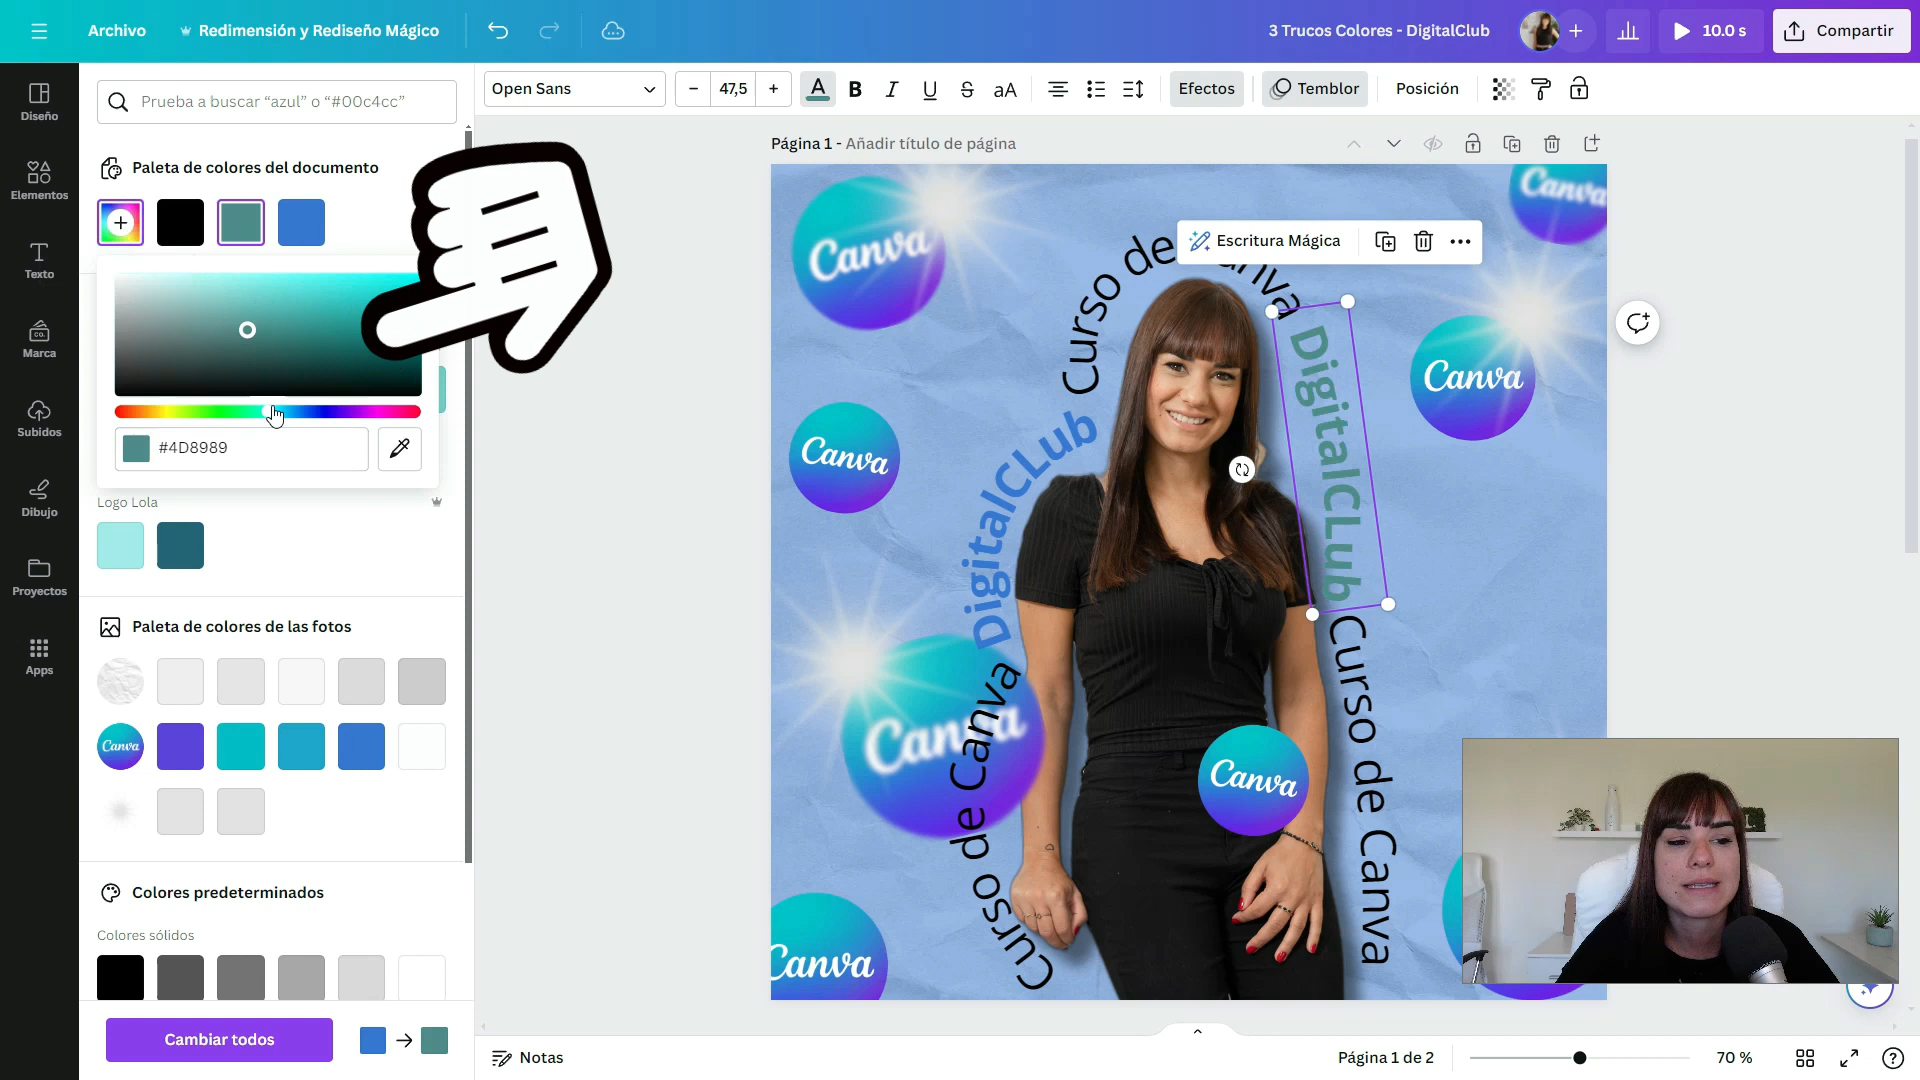 Archivo
Redimensión y Rediseño Mágico
3 Trucos Colores - DigitalClub
10.0 s
Compartir
Diseño
Elementos
Texto
Marca
Subidos
Dibujo
Proyectos
Apps
Prueba a buscar “azul” o “#00c4cc”
Paleta de colores del documento
#4D8989
Logo Lola
Paleta de colores de las fotos
Canva
Colores predeterminados
Colores sólidos
Cambiar todos
Open Sans
47,5
A
B
I
U
S
aA
Efectos
Temblor
Posición
Página 1 - Añadir título de página
Escritura Mágica
Canva
Canva
Canva
Canva
Canva
Canva
Canva
Curso de Canva
DigitalCLub
Curso de Canva
DigitalCLub
Curso de Canva
Notas
Página 1 de 2
70 %